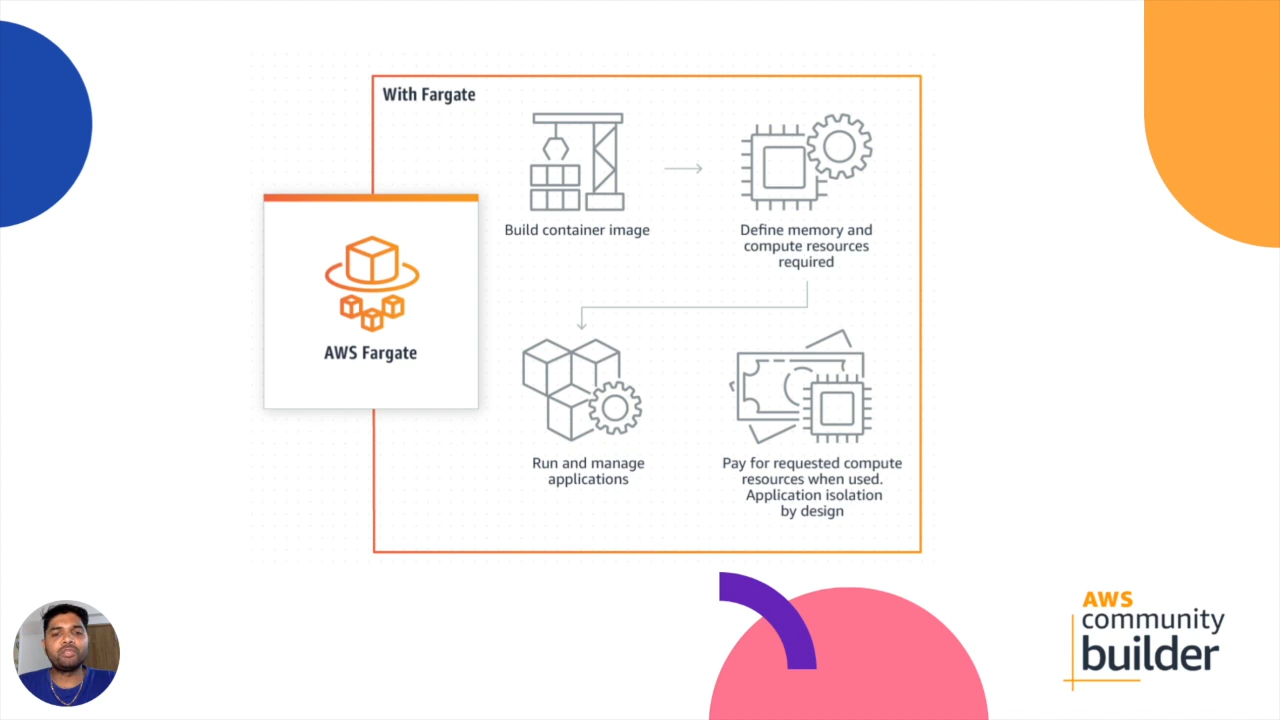 With Fargate
AWS Fargate
Build container image
Define memory and
compute resources
required
Run and manage
applications
Pay for requested compute
resources when used.
Application isolation
by design
AWS
community
builder